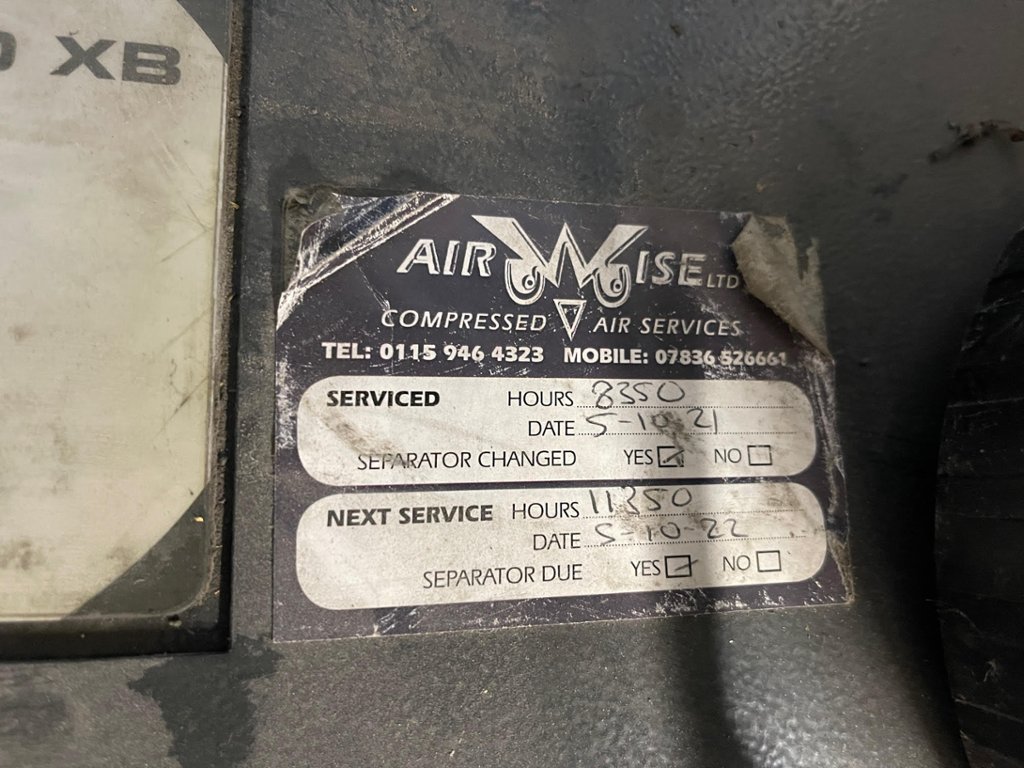 XB
AIR WISE LTD
COMPRESSED AIR SERVICES
TEL: 0115 946 4323 MOBILE: 07836 526661
SERVICED HOURS 8350
DATE 5-10-21
SEPARATOR CHANGED YES NO
NEXT SERVICE HOURS 11350
DATE 5-10-22
SEPARATOR DUE YES NO